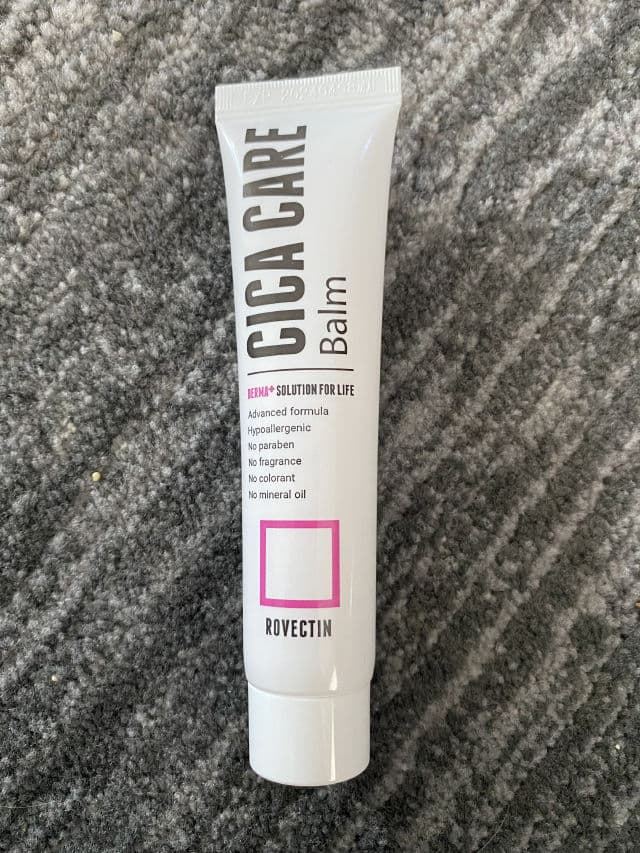 CICA CARE
Balm
DERMA+ SOLUTION FOR LIFE
Advanced formula
Hypoallergenic
No paraben
No fragrance
No colorant
No mineral oil
ROVECTIN